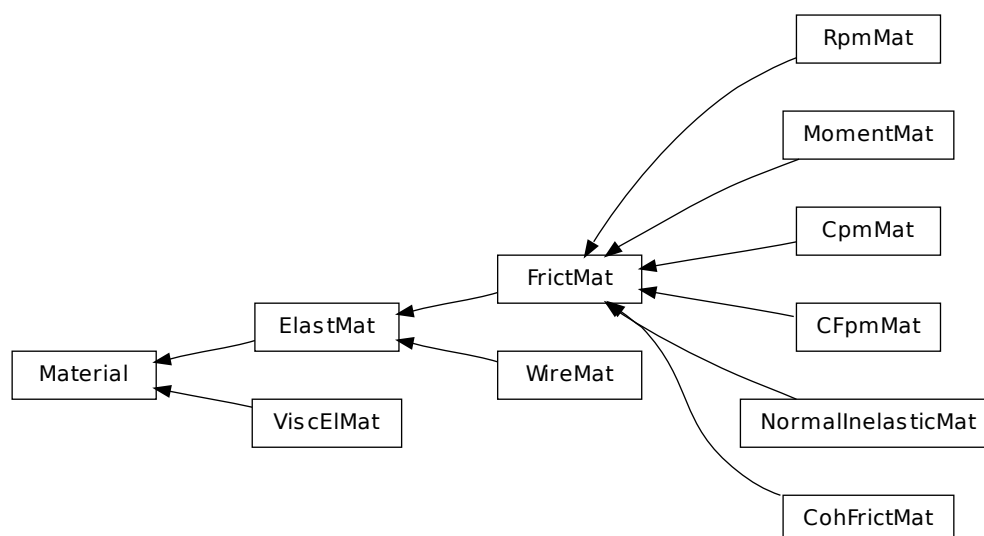 RpmMat
MomentMat
CpmMat
FrictMat
ElastMat
CFpmMat
Material
WireMat
ViscElMat
NormalInelasticMat
CohFrictMat